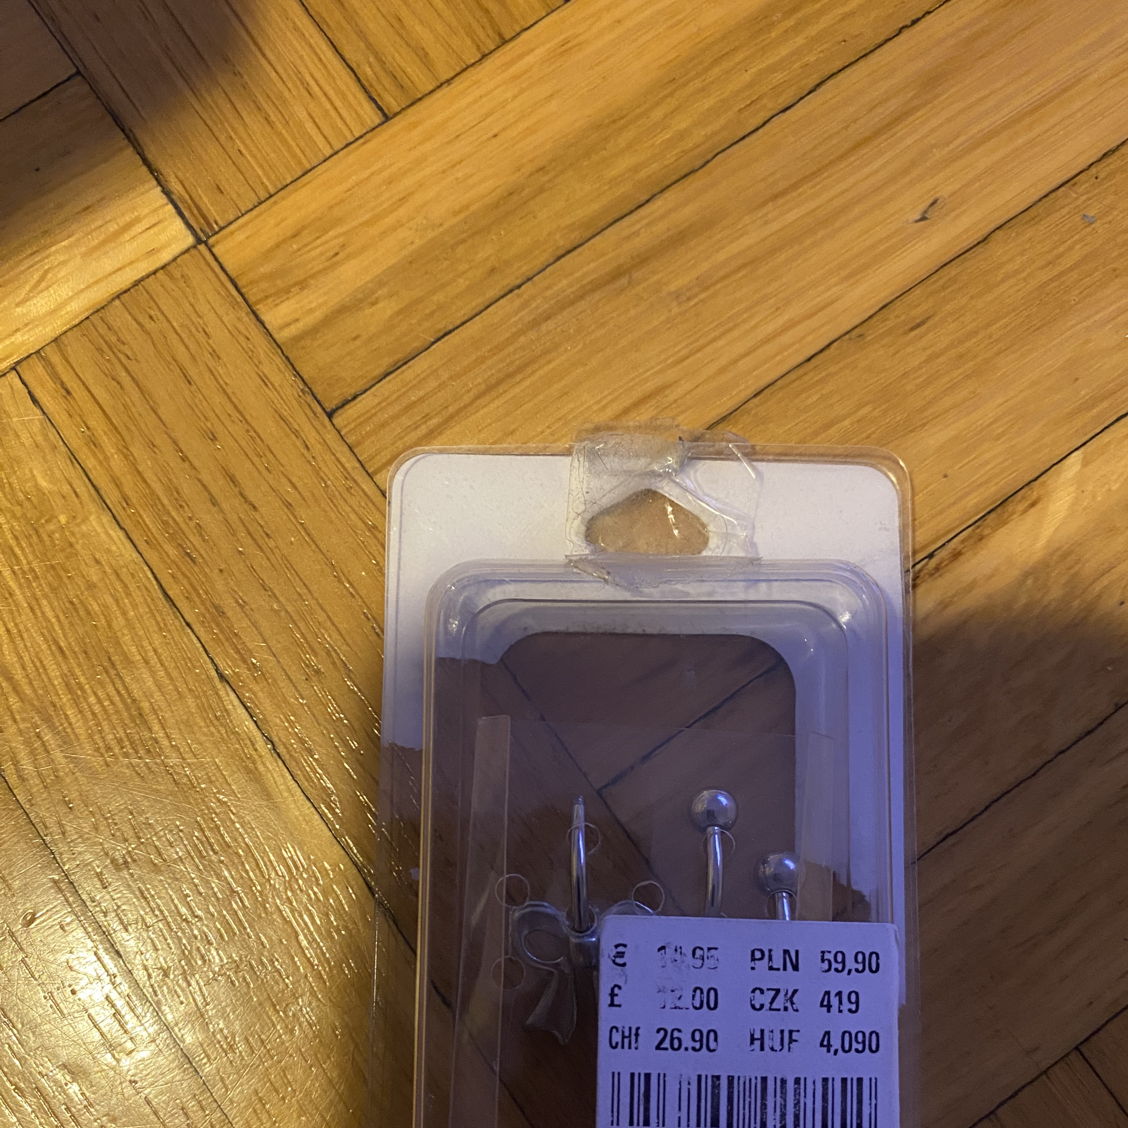 € 14.95 PLN 59,90
£ 12.00 CZK 419
CHf 26.90 HUF 4,090